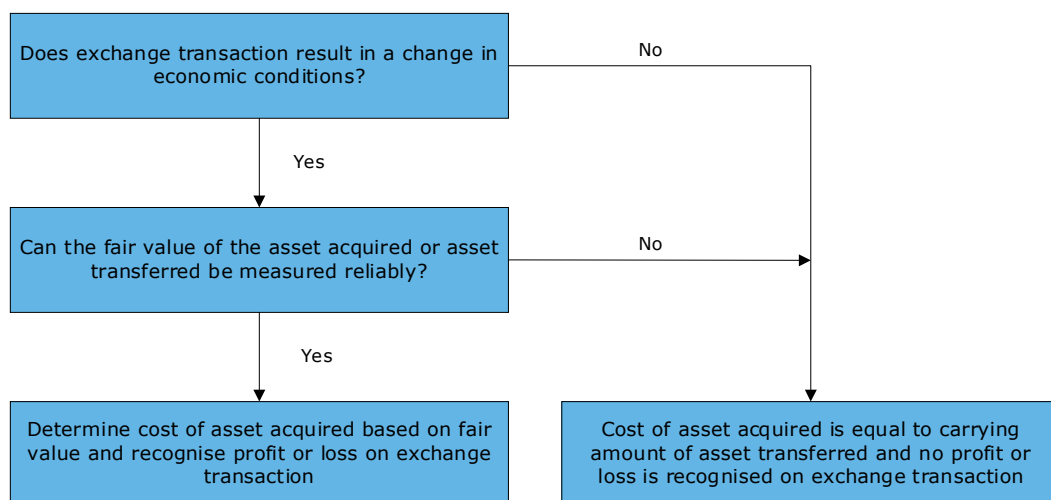 Does exchange transaction result in a change in
economic conditions?
No
Yes
Can the fair value of the asset acquired or asset
transferred be measured reliably?
No
Yes
Determine cost of asset acquired based on fair
value and recognise profit or loss on exchange
transaction
Cost of asset acquired is equal to carrying
amount of asset transferred and no profit or
loss is recognised on exchange transaction